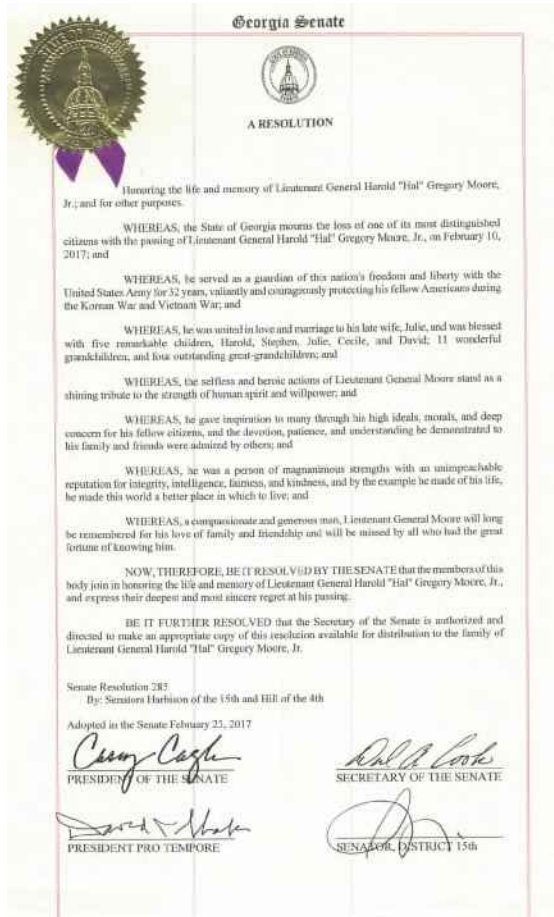 Georgia Senate
STATE OF GEORGIA
A RESOLUTION
Honoring the life and memory of Lieutenant General Harold "Hal" Gregory Moore,
Jr.; and for other purposes.
WHEREAS, the State of Georgia mourns the loss of one of its most distinguished
citizens with the passing of Lieutenant General Harold "Hal" Gregory Moore, Jr., on February 10,
2017; and
WHEREAS, he served as a guardian of this nation's freedom and liberty with the
United States Army for 32 years, valiantly and courageously protecting his fellow Americans during
the Korean War and Vietnam War; and
WHEREAS, he was united in love and marriage to his late wife, Julie, and was blessed
with five remarkable children, Harold, Stephen, Julie, Cecile, and David; 11 wonderful
grandchildren, and four outstanding great-grandchildren; and
WHEREAS, the selfless and heroic actions of Lieutenant General Moore stand as a
shining tribute to the strength of human spirit and willpower; and
WHEREAS, he gave inspiration to many through his high ideals, morals, and deep
concern for his fellow citizens, and the devotion, patience, and understanding he demonstrated to
his family and friends were admired by others; and
WHEREAS, he was a person of magnanimous strengths with an unimpeachable
reputation for integrity, intelligence, fairness, and kindness, and by the example he made of his life,
he made this world a better place in which to live; and
WHEREAS, a compassionate and generous man, Lieutenant General Moore will long
be remembered for his love of family and friendship and will be missed by all who had the great
fortune of knowing him.
NOW, THEREFORE, BE IT RESOLVED BY THE SENATE that the members of this
body join in honoring the life and memory of Lieutenant General Harold "Hal" Gregory Moore, Jr.,
and express their deepest and most sincere regret at his passing.
BE IT FURTHER RESOLVED that the Secretary of the Senate is authorized and
directed to make an appropriate copy of this resolution available for distribution to the family of
Lieutenant General Harold "Hal" Gregory Moore, Jr.
Senate Resolution 285
By: Senators Harbison of the 15th and Hill of the 4th
Adopted in the Senate February 23, 2017
Casey Cagle
PRESIDENT OF THE SENATE
SECRETARY OF THE SENATE
PRESIDENT PRO TEMPORE
SENATOR, DISTRICT 15th